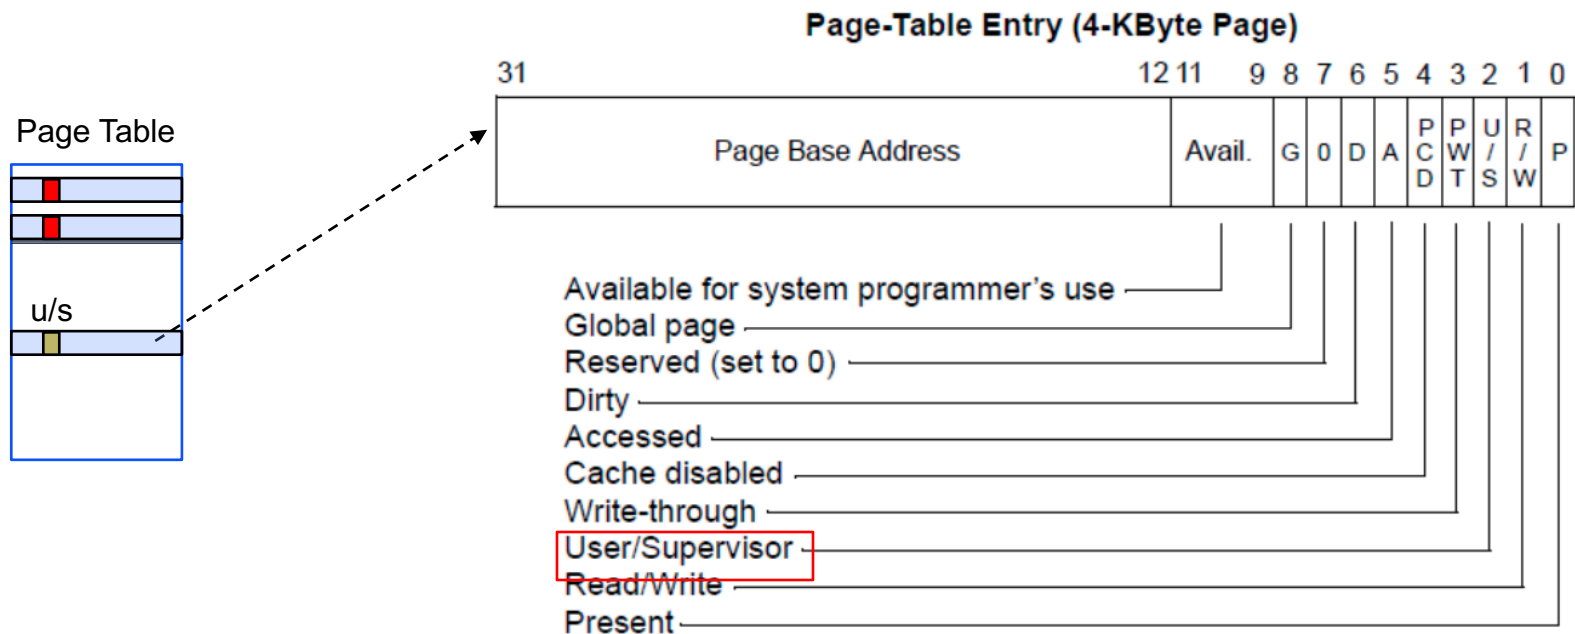 Page-Table Entry (4-KByte Page)
31 12 11 9 8 7 6 5 4 3 2 1 0
Page Base Address Avail. G 0 D A PCD PWT U/S R/W P
Page Table
u/s
Available for system programmer’s use
Global page
Reserved (set to 0)
Dirty
Accessed
Cache disabled
Write-through
User/Supervisor
Read/Write
Present